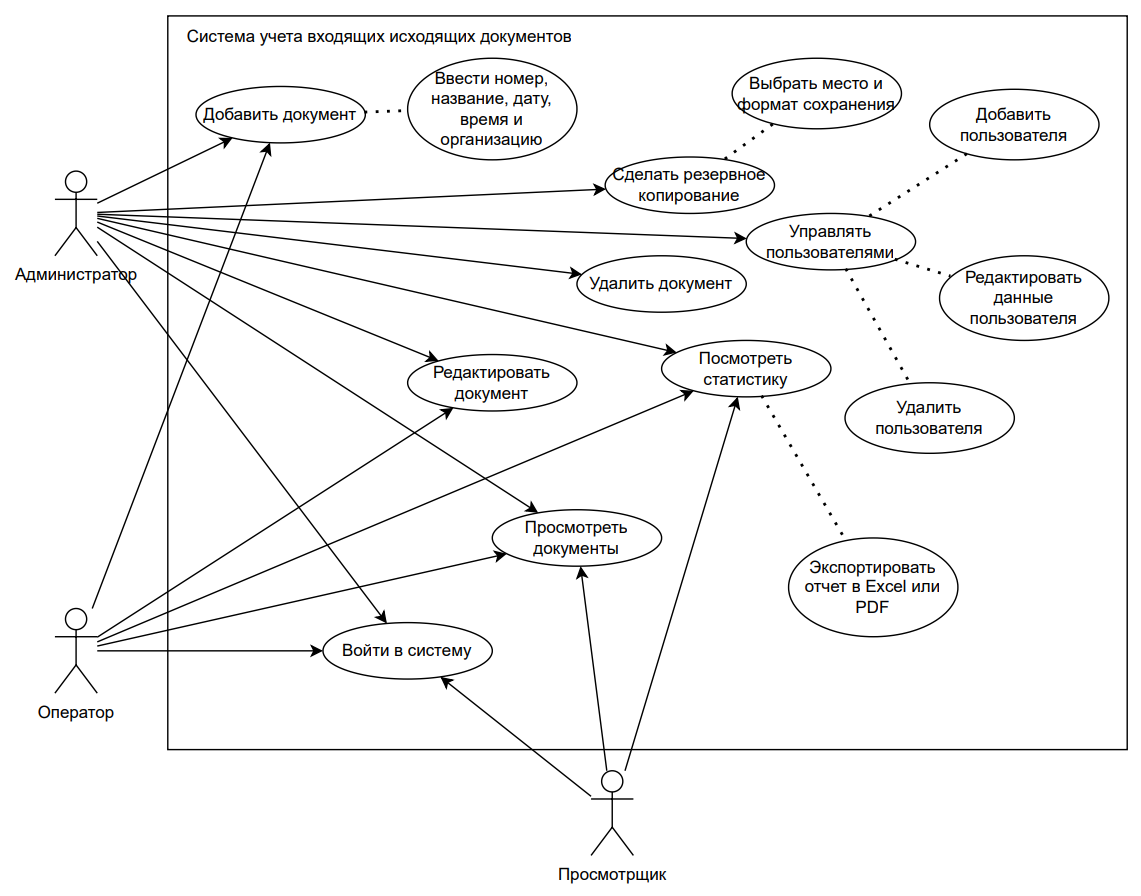 Система учета входящих исходящих документов
Добавить документ
Ввести номер,
название, дату,
время и
организацию
Выбрать место и
формат сохранения
Добавить
пользователя
Сделать резервное
копирование
Управлять
пользователями
Администратор
Удалить документ
Редактировать
данные
пользователя
Редактировать
документ
Посмотреть
статистику
Удалить
пользователя
Просмотреть
документы
Экспортировать
отчет в Excel или
PDF
Войти в систему
Оператор
Просмотрщик